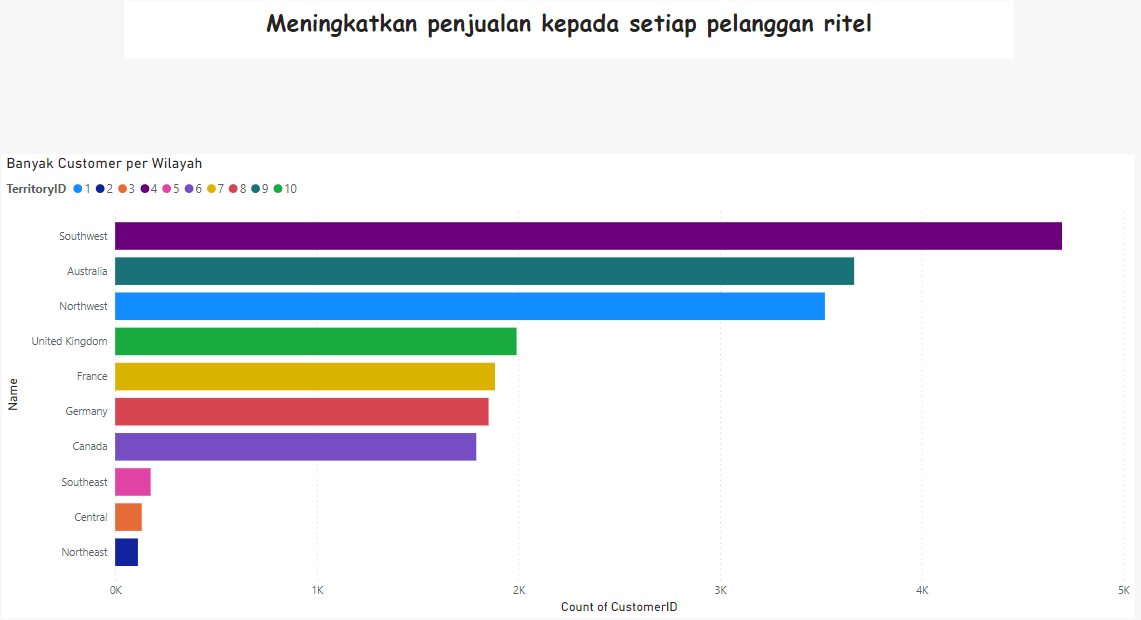 Meningkatkan penjualan kepada setiap pelanggan ritel
Banyak Customer per Wilayah
TerritoryID 1 2 3 4 5 6 7 8 9 10
Southwest
Australia
Northwest
United Kingdom
France
Germany
Canada
Southeast
Central
Northeast
Name
0K 1K 2K 3K 4K 5K
Count of CustomerID